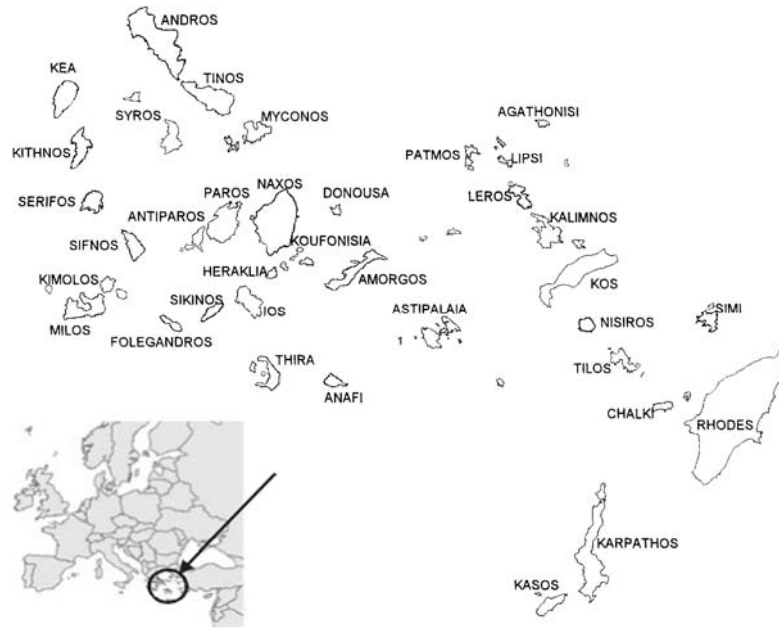 ANDROS
KEA
TINOS
SYROS
MYCONOS
AGATHONISI
KITHNOS
PATMOS
LIPSI
SERIFOS
PAROS
NAXOS
DONOUSA
LEROS
ANTIPAROS
KALIMNOS
SIFNOS
KOUFONISIA
HERAKLIA
KIMOLOS
AMORGOS
KOS
SIKINOS
MILOS
IOS
ASTIPALAIA
SIMI
FOLEGANDROS
NISIROS
THIRA
TILOS
ANAFI
CHALKI
RHODES
KARPATHOS
KASOS